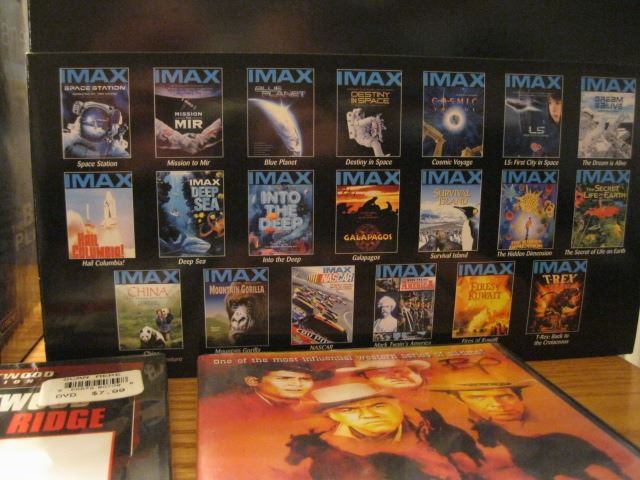 IMAX IMAX IMAX IMAX IMAX IMAX IMAX
SPACE STATION
MISSION TO MIR
BLUE PLANET
DESTINY IN SPACE
COSMIC VOYAGE
L5
Space Station Mission to Mir Blue Planet Destiny in Space Cosmic Voyage L5: First City in Space The Dream is Alive
IMAX IMAX IMAX IMAX IMAX IMAX IMAX
HAIL COLUMBIA!
DEEP SEA
INTO THE DEEP
GALAPAGOS
SURVIVAL ISLAND
THE SECRET OF LIFE ON EARTH
Hail Columbia! Deep Sea Into the Deep Galapagos Survival Island The Hidden Dimension The Secret of Life on Earth
IMAX IMAX IMAX IMAX IMAX IMAX
CHINA
MOUNTAIN GORILLA
NASCAR
AMERICA
FIRES of KUWAIT
T-REX
China Mountain Gorilla NASCAR Mark Twain's America Fires of Kuwait T-Rex: Back to the Cretaceous
One of the most influential western series of
DVD $7.99
RIDGE